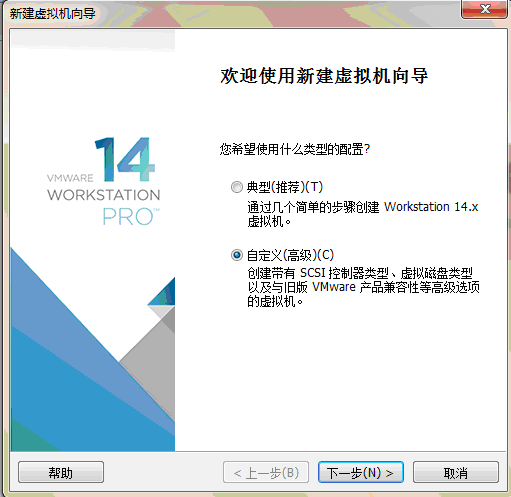 新建虚拟机向导
欢迎使用新建虚拟机向导
14
VMWARE
WORKSTATION
PRO™
您希望使用什么类型的配置?
典型(推荐)(T)
通过几个简单的步骤创建 Workstation 14.x
虚拟机。
自定义(高级)(C)
创建带有 SCSI 控制器类型、虚拟磁盘类型
以及与旧版 VMware 产品兼容性等高级选项
的虚拟机。
帮助
< 上一步(B)
下一步(N) >
取消